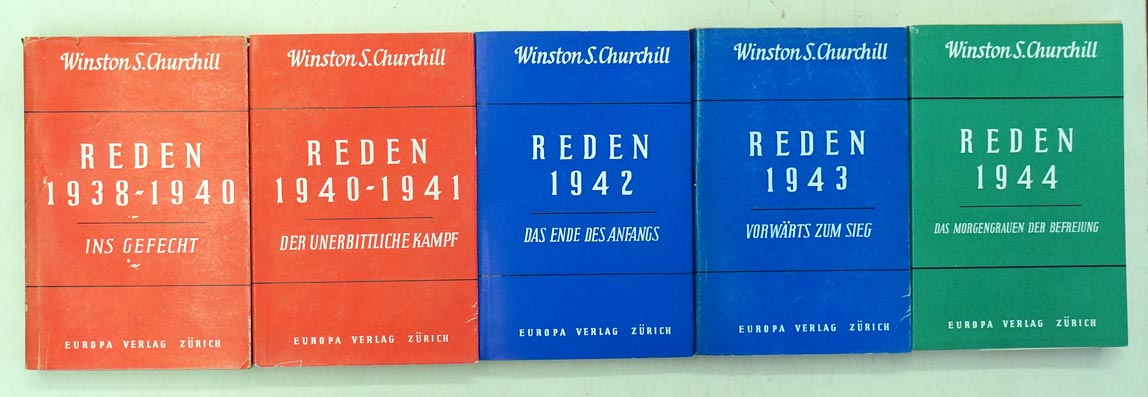 Winston S. Churchill
REDEN
1938-1940
INS GEFECHT
EUROPA VERLAG ZÜRICH
Winston S. Churchill
REDEN
1940-1941
DER UNERBITTLICHE KAMPF
EUROPA VERLAG ZÜRICH
Winston S. Churchill
REDEN
1942
DAS ENDE DES ANFANGS
EUROPA VERLAG ZÜRICH
Winston S. Churchill
REDEN
1943
VORWÄRTS ZUM SIEG
EUROPA VERLAG ZÜRICH
Winston S. Churchill
REDEN
1944
DAS MORGENGRAUEN DER BEFREIUNG
EUROPA VERLAG ZÜRICH